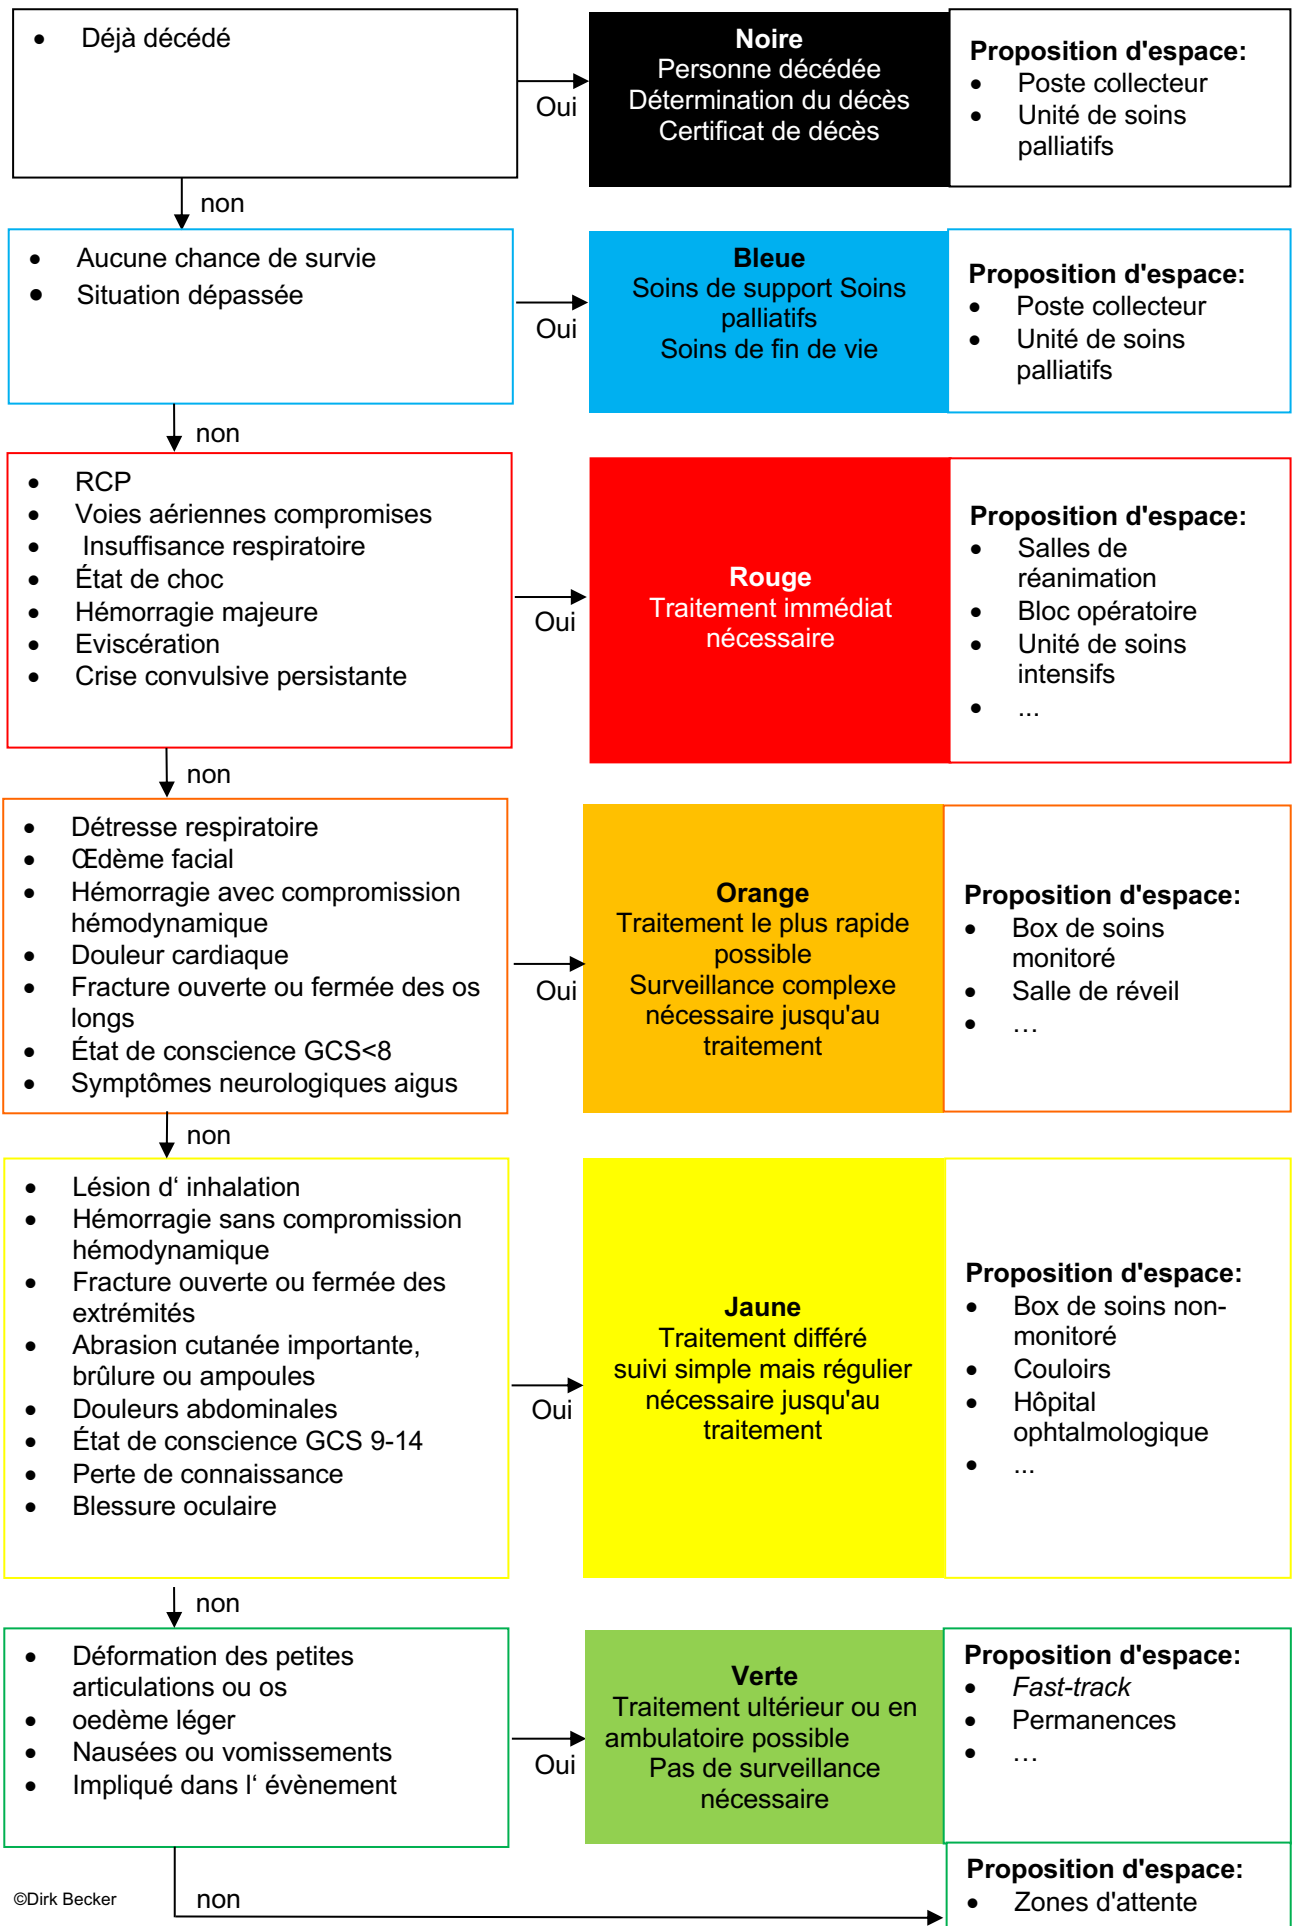 Déjà décédé
Oui
Noire
Personne décédée
Détermination du décès
Certificat de décès
Proposition d'espace:
Poste collecteur
Unité de soins
palliatifs
non
Aucune chance de survie
Situation dépassée
Oui
Bleue
Soins de support Soins
palliatifs
Soins de fin de vie
Proposition d'espace:
Poste collecteur
Unité de soins
palliatifs
non
RCP
Voies aériennes compromises
Insuffisance respiratoire
État de choc
Hémorragie majeure
Eviscération
Crise convulsive persistante
Oui
Rouge
Traitement immédiat
nécessaire
Proposition d'espace:
Salles de
réanimation
Bloc opératoire
Unité de soins
intensifs
...
non
Détresse respiratoire
Œdème facial
Hémorragie avec compromission
hémodynamique
Douleur cardiaque
Fracture ouverte ou fermée des os
longs
État de conscience GCS<8
Symptômes neurologiques aigus
Oui
Orange
Traitement le plus rapide
possible
Surveillance complexe
nécessaire jusqu'au
traitement
Proposition d'espace:
Box de soins
monitoré
Salle de réveil
…
non
Lésion d‘ inhalation
Hémorragie sans compromission
hémodynamique
Fracture ouverte ou fermée des
extrémités
Abrasion cutanée importante,
brûlure ou ampoules
Douleurs abdominales
État de conscience GCS 9-14
Perte de connaissance
Blessure oculaire
Oui
Jaune
Traitement différé
suivi simple mais régulier
nécessaire jusqu'au
traitement
Proposition d'espace:
Box de soins non-
monitoré
Couloirs
Hôpital
ophtalmologique
...
non
Déformation des petites
articulations ou os
oedème léger
Nausées ou vomissements
Impliqué dans l‘ évènement
Oui
Verte
Traitement ultérieur ou en
ambulatoire possible
Pas de surveillance
nécessaire
Proposition d'espace:
Fast-track
Permanences
…
non
Proposition d'espace:
Zones d'attente
©Dirk Becker